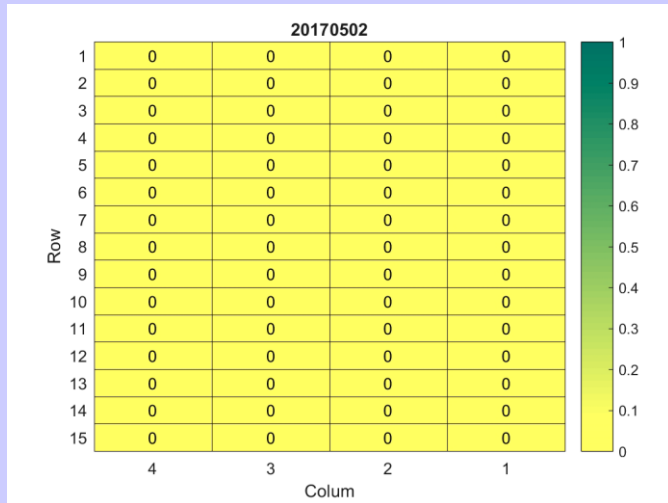 20170502
1 0 0 0 0 1
2 0 0 0 0 0.9
3 0 0 0 0 0.8
4 0 0 0 0 0.7
5 0 0 0 0
6 0 0 0 0 0.6
7 0 0 0 0
8 0 0 0 0 0.5
9 0 0 0 0
10 0 0 0 0 0.4
11 0 0 0 0 0.3
12 0 0 0 0
13 0 0 0 0 0.2
14 0 0 0 0 0.1
15 0 0 0 0 0
Row
4 3 2 1
Colum